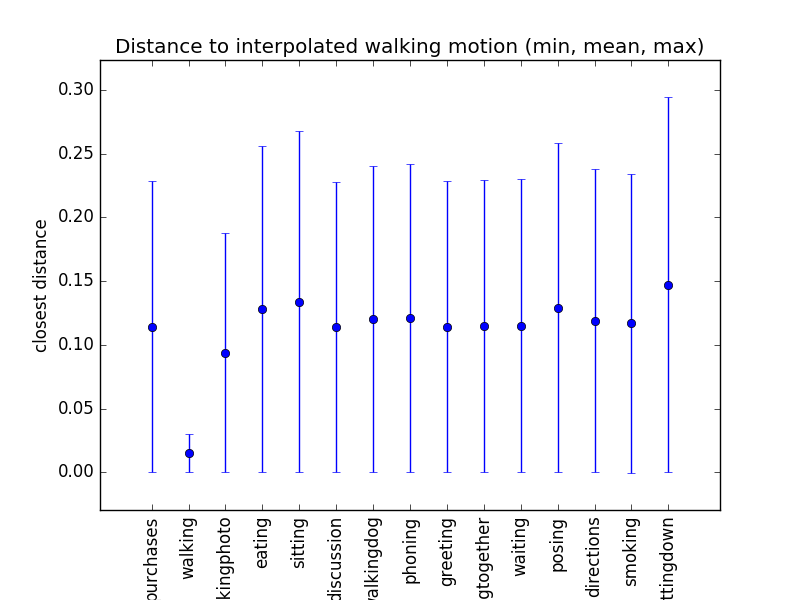 Distance to interpolated walking motion (min, mean, max)
0.30
0.25
0.20
0.15
0.10
0.05
0.00
closest distance
purchases
walking
kingphoto
eating
sitting
discussion
alkingdog
phoning
greeting
gtogether
waiting
posing
directions
smoking
ttingdown